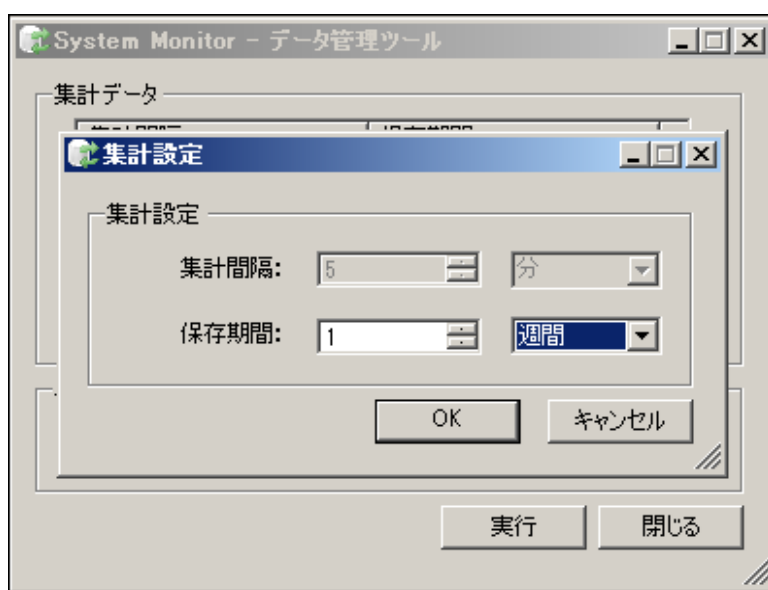 System Monitor - データ管理ツール
集計データ
集計設定
集計設定
集計間隔: 5 分
保存期間: 1 週間
OK キャンセル
実行 閉じる